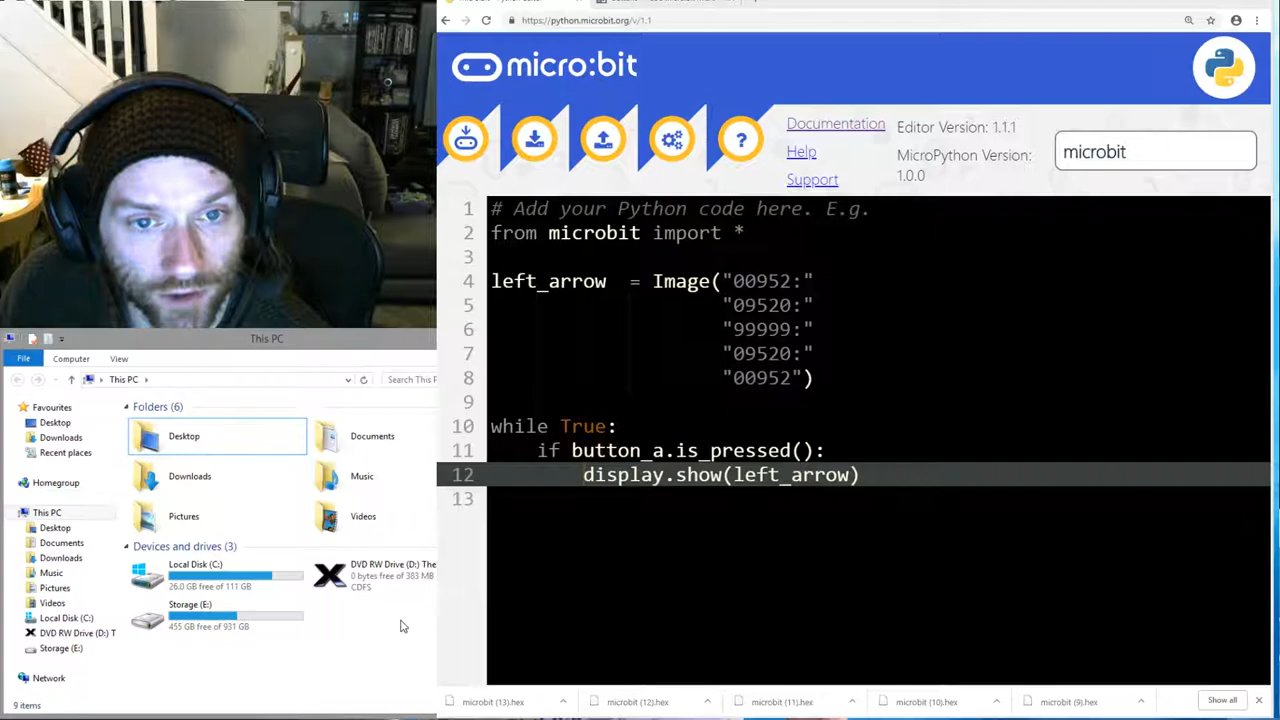 https://python.microbit.org/v/1.1
micro:bit
Documentation
Help
Support
Editor Version: 1.1.1
MicroPython Version:
1.0.0
microbit
1 # Add your Python code here. E.g.
2 from microbit import *
3
4 left_arrow = Image("00952:"
5 "09520:"
6 "99999:"
7 "09520:"
8 "00952")
9
10 while True:
11 if button_a.is_pressed():
12 display.show(left_arrow)
13
This PC
File Computer View
This PC
Search This P
Favourites
Desktop
Downloads
Recent places
Homegroup
This PC
Desktop
Documents
Downloads
Music
Pictures
Videos
Local Disk (C:)
DVD RW Drive (D:) T
Storage (E:)
Network
9 items
Folders (6)
Desktop
Documents
Downloads
Music
Pictures
Videos
Devices and drives (3)
Local Disk (C:)
26.0 GB free of 111 GB
DVD RW Drive (D:) The
0 bytes free of 383 MB
CDFS
Storage (E:)
455 GB free of 931 GB
microbit (13).hex
microbit (12).hex
microbit (11).hex
microbit (10).hex
microbit (9).hex
Show all